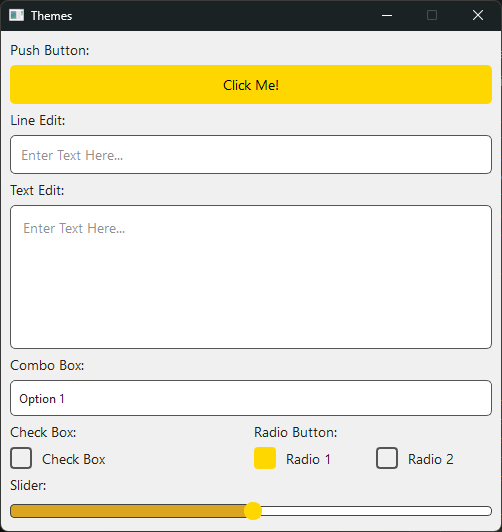 Themes
Push Button:
Click Me!
Line Edit:
Enter Text Here...
Text Edit:
Enter Text Here...
Combo Box:
Option 1
Check Box:
Radio Button:
Check Box
Radio 1
Radio 2
Slider: